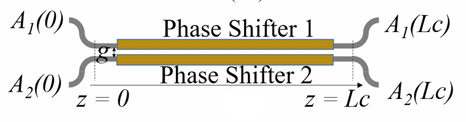 A₁(0) Phase Shifter 1 A₁(Lc)
g
A₂(0) Phase Shifter 2 A₂(Lc)
z = 0 z = Lc